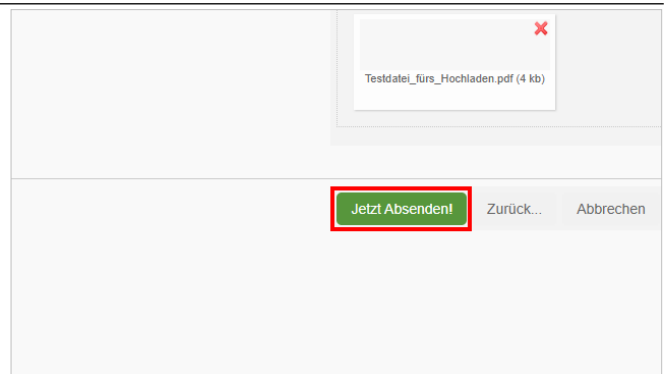 Testdatei_fürs_Hochladen.pdf (4 kb)
Jetzt Absenden! Zurück... Abbrechen